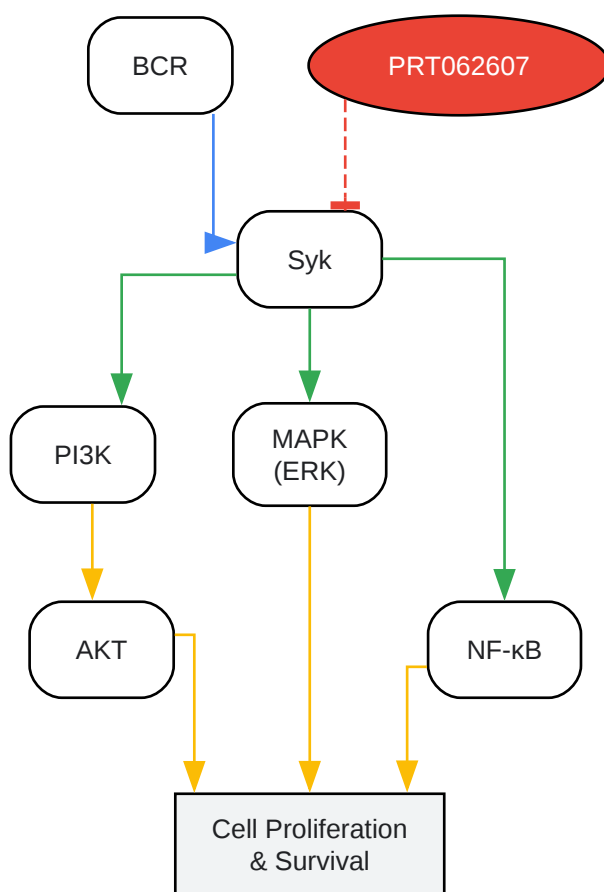 BCR
PRT062607
Syk
PI3K
MAPK
(ERK)
AKT
NF-κB
Cell Proliferation
& Survival